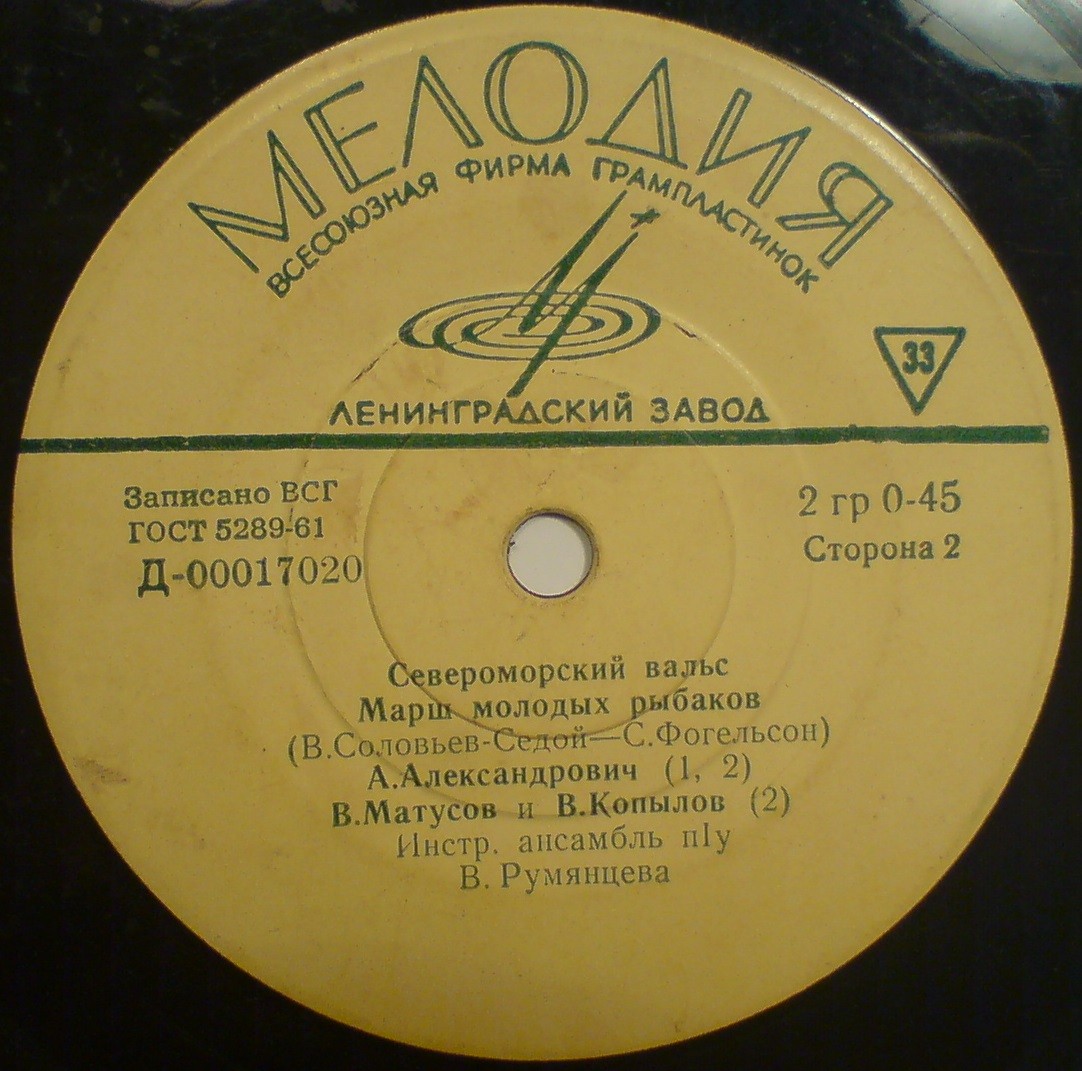 МЕЛОДИЯ
ВСЕСОЮЗНАЯ ФИРМА ГРАМПЛАСТИНОК
33
ЛЕНИНГРАДСКИЙ ЗАВОД
Записано ВСГ
ГОСТ 5289-61
Д-00017020
2 гр 0-45
Сторона 2
Североморский вальс
Марш молодых рыбаков
(В.Соловьев-Седой—С.Фогельсон)
А.Александрович (1, 2)
В.Матусов и В.Копылов (2)
Инстр. ансамбль п/у
В. Румянцева